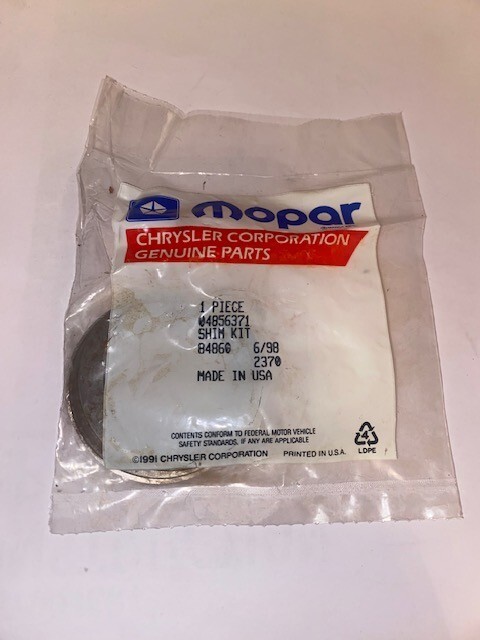 mopar
CHRYSLER CORPORATION
GENUINE PARTS
1 PIECE
04856371
SHIM KIT
84860 6/98
2370
MADE IN USA
CONTENTS CONFORM TO FEDERAL MOTOR VEHICLE
SAFETY STANDARDS, IF ANY ARE APPLICABLE
©1991 CHRYSLER CORPORATION PRINTED IN U.S.A.
4
LDPE